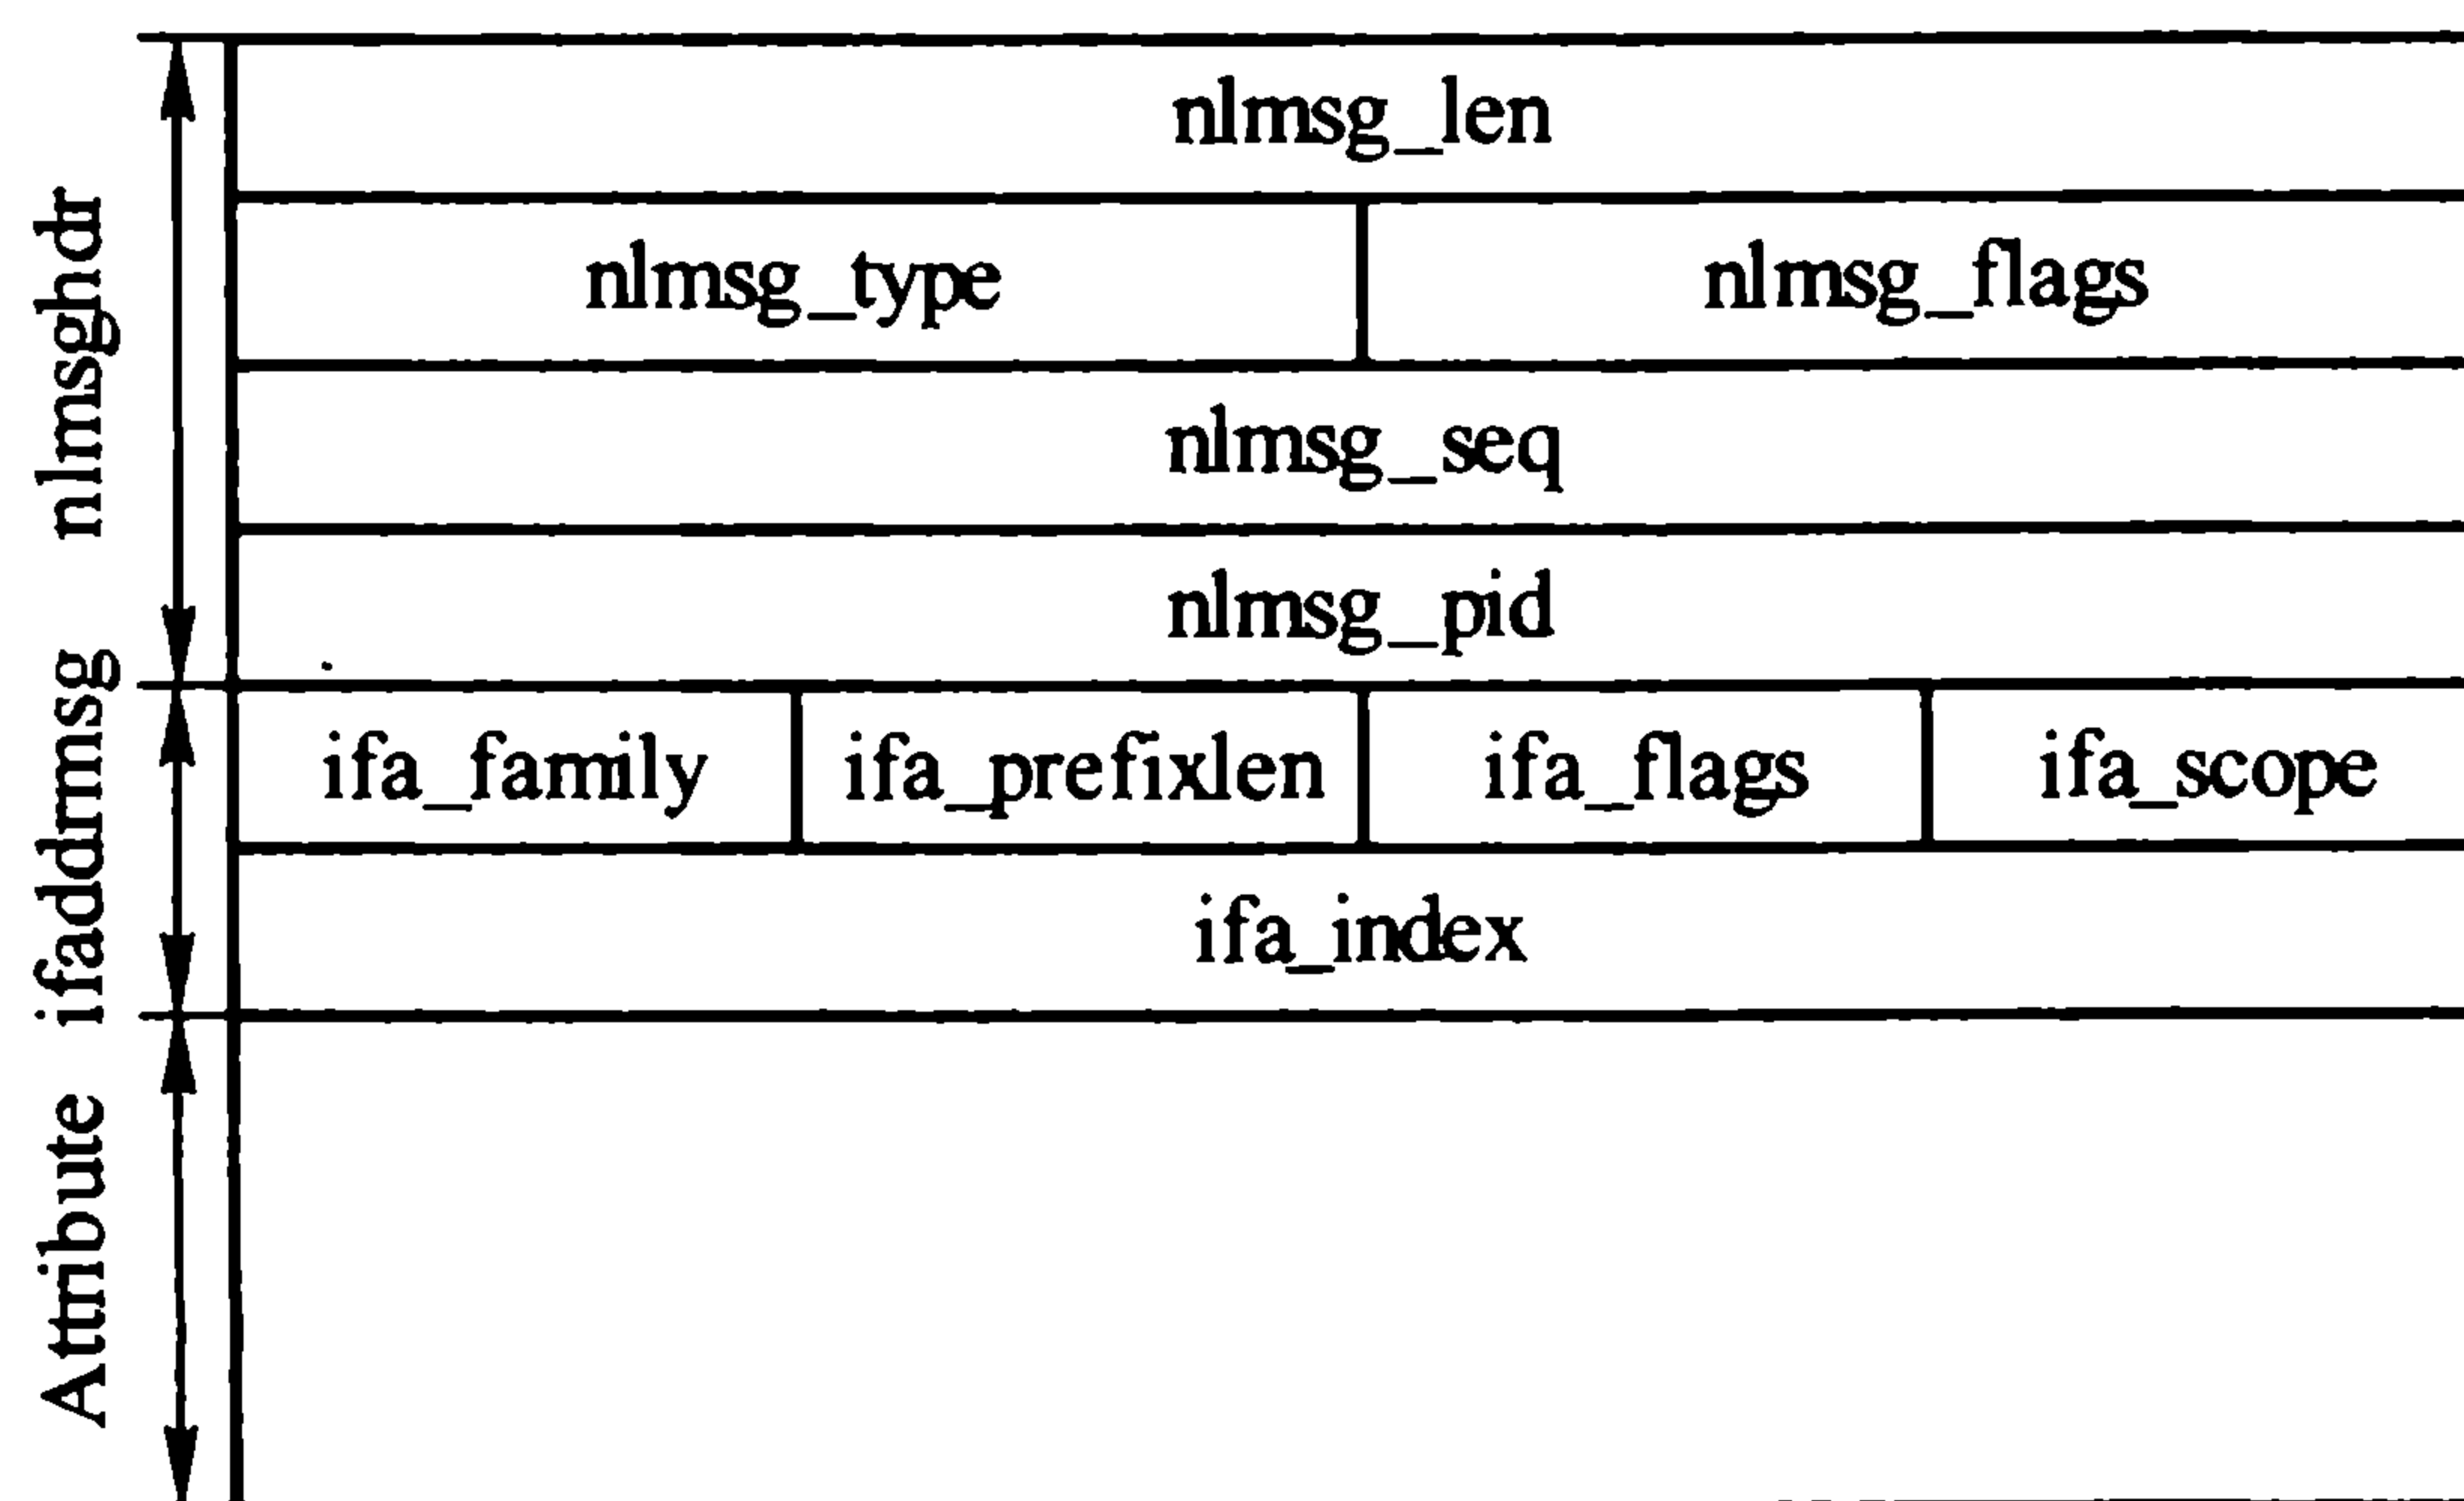 nlmsghdr
nlmsg_len
nlmsg_type nlmsg_flags
nlmsg_seq
nlmsg_pid
ifaddrmsg
ifa_family ifa_prefixlen ifa_flags ifa_scope
ifa_index
Attribute